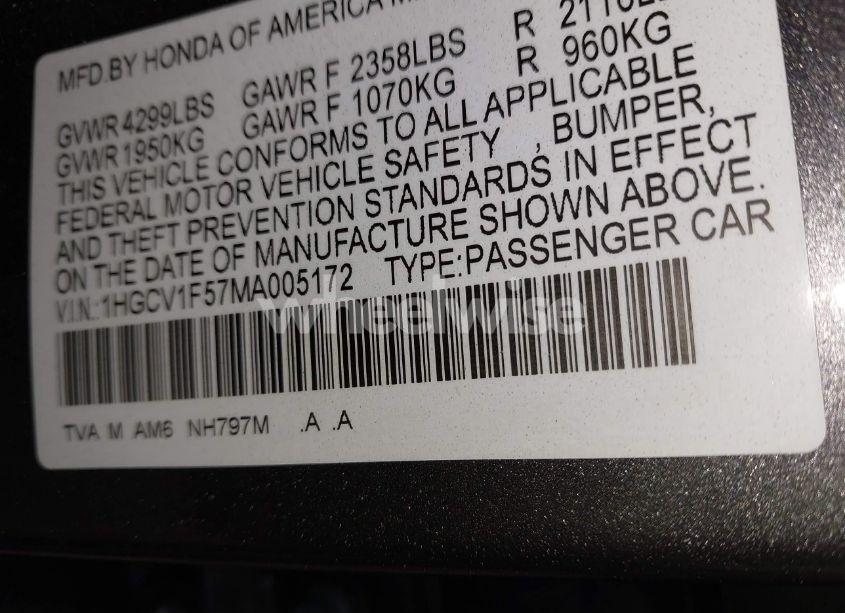 MFD.BY HONDA OF AMERICA
GVWR 4299LBS GAWR F 2358LBS R
GVWR 1950KG GAWR F 1070KG R 960KG
THIS VEHICLE CONFORMS TO ALL APPLICABLE
FEDERAL MOTOR VEHICLE SAFETY , BUMPER,
AND THEFT PREVENTION STANDARDS IN EFFECT
ON THE DATE OF MANUFACTURE SHOWN ABOVE.
V.I.N.:1HGCV1F57MA005172 TYPE:PASSENGER CAR
wheelwise
TVA M AM6 NH797M .A .A